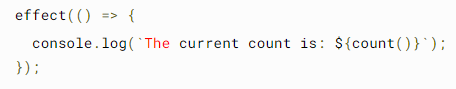 effect(() => {
  console.log(`The current count is: ${count()}`);
});